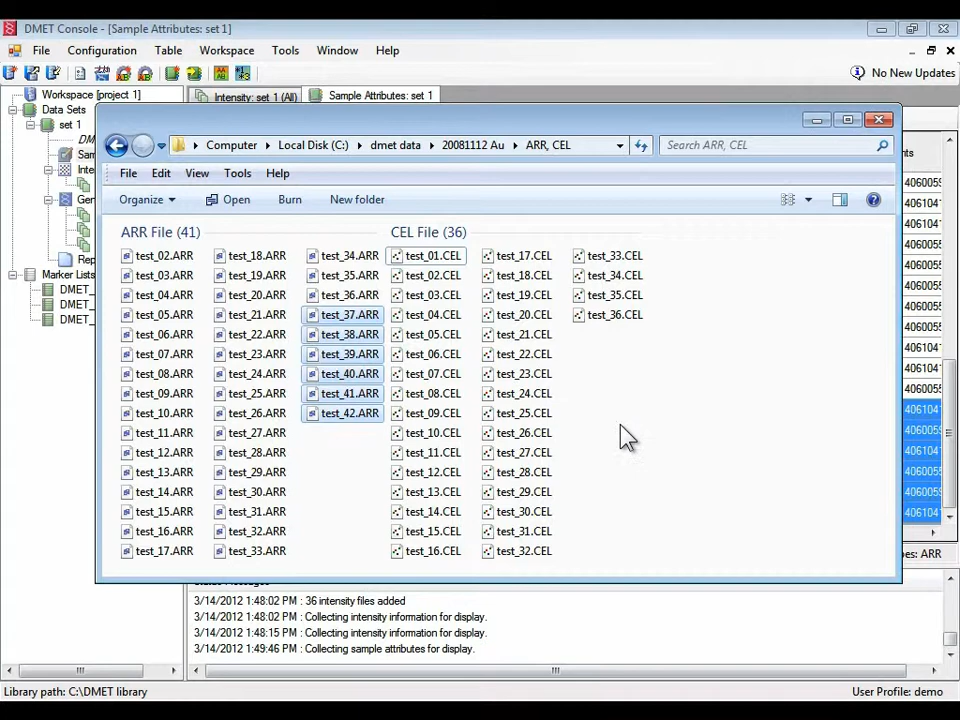 DMET Console - [Sample Attributes: set 1]
File Configuration Table Workspace Tools Window Help
No New Updates
Workspace [project 1]
Intensity: set 1 (All)
Sample Attributes: set 1
Data Sets
set 1
Marker Lists
DMET_
DMET_
DMET_
Computer Local Disk (C:) dmet data 20081112 Au ARR, CEL
Search ARR, CEL
File Edit View Tools Help
Organize Open Burn New folder
ARR File (41) CEL File (36)
test_02.ARR test_18.ARR test_34.ARR test_01.CEL test_17.CEL test_33.CEL
test_03.ARR test_19.ARR test_35.ARR test_02.CEL test_18.CEL test_34.CEL
test_04.ARR test_20.ARR test_36.ARR test_03.CEL test_19.CEL test_35.CEL
test_05.ARR test_21.ARR test_37.ARR test_04.CEL test_20.CEL test_36.CEL
test_06.ARR test_22.ARR test_38.ARR test_05.CEL test_21.CEL
test_07.ARR test_23.ARR test_39.ARR test_06.CEL test_22.CEL
test_08.ARR test_24.ARR test_40.ARR test_07.CEL test_23.CEL
test_09.ARR test_25.ARR test_41.ARR test_08.CEL test_24.CEL
test_10.ARR test_26.ARR test_42.ARR test_09.CEL test_25.CEL
test_11.ARR test_27.ARR test_10.CEL test_26.CEL
test_12.ARR test_28.ARR test_11.CEL test_27.CEL
test_13.ARR test_29.ARR test_12.CEL test_28.CEL
test_14.ARR test_30.ARR test_13.CEL test_29.CEL
test_15.ARR test_31.ARR test_14.CEL test_30.CEL
test_16.ARR test_32.ARR test_15.CEL test_31.CEL
test_17.ARR test_33.ARR test_16.CEL test_32.CEL
pes: ARR
3/14/2012 1:48:02 PM : 36 intensity files added
3/14/2012 1:48:02 PM : Collecting intensity information for display.
3/14/2012 1:48:15 PM : Collecting intensity information for display.
3/14/2012 1:49:46 PM : Collecting sample attributes for display.
Library path: C:\DMET library
User Profile: demo